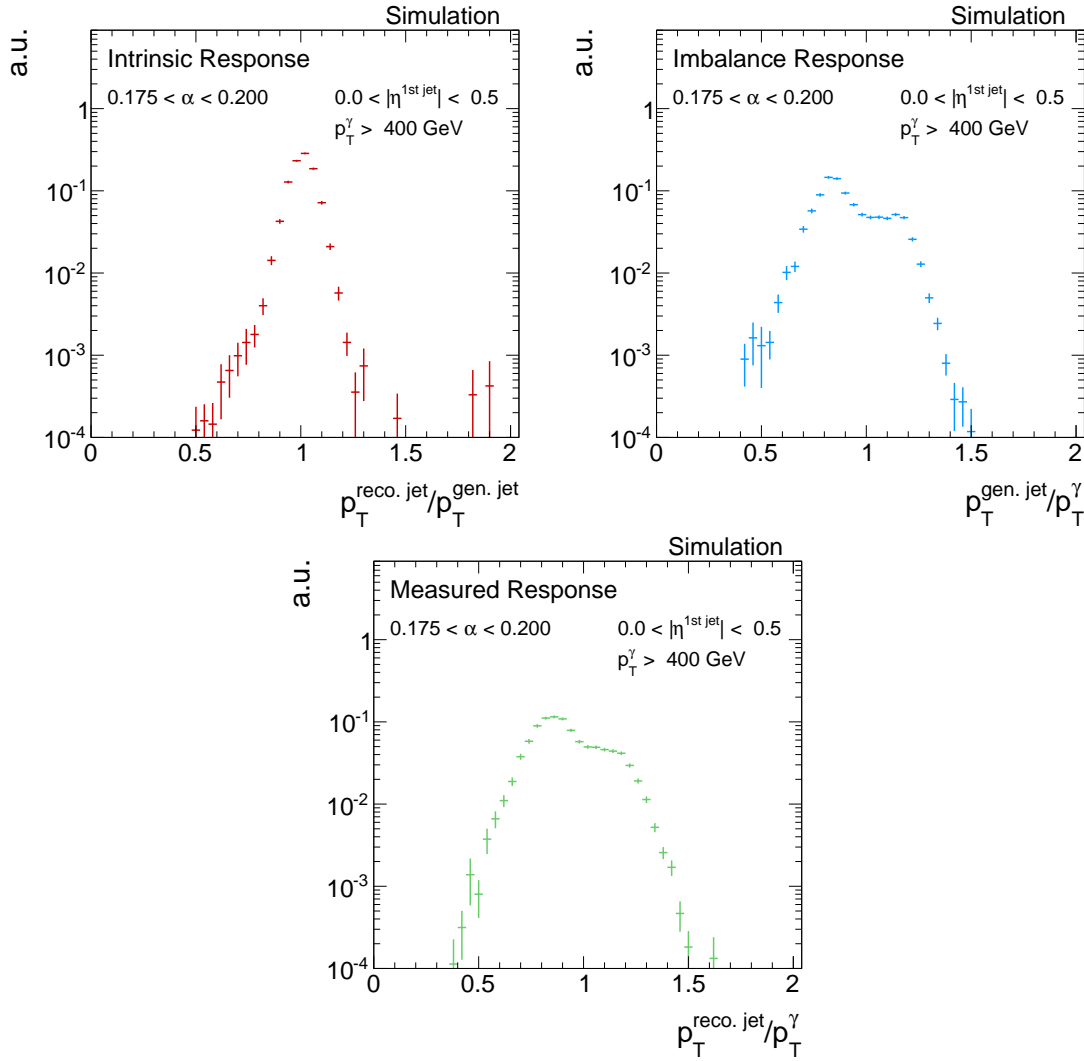 Simulation
a.u.
Intrinsic Response
0.175 < α < 0.200
0.0 < |η^{1st jet}| < 0.5
p_T^γ > 400 GeV
1
10^{-1}
10^{-2}
10^{-3}
10^{-4}
0 0.5 1 1.5 2
p_T^{reco. jet}/p_T^{gen. jet}
Simulation
a.u.
Imbalance Response
0.175 < α < 0.200
0.0 < |η^{1st jet}| < 0.5
p_T^γ > 400 GeV
1
10^{-1}
10^{-2}
10^{-3}
10^{-4}
0 0.5 1 1.5 2
p_T^{gen. jet}/p_T^γ
Simulation
a.u.
Measured Response
0.175 < α < 0.200
0.0 < |η^{1st jet}| < 0.5
p_T^γ > 400 GeV
1
10^{-1}
10^{-2}
10^{-3}
10^{-4}
0 0.5 1 1.5 2
p_T^{reco. jet}/p_T^γ